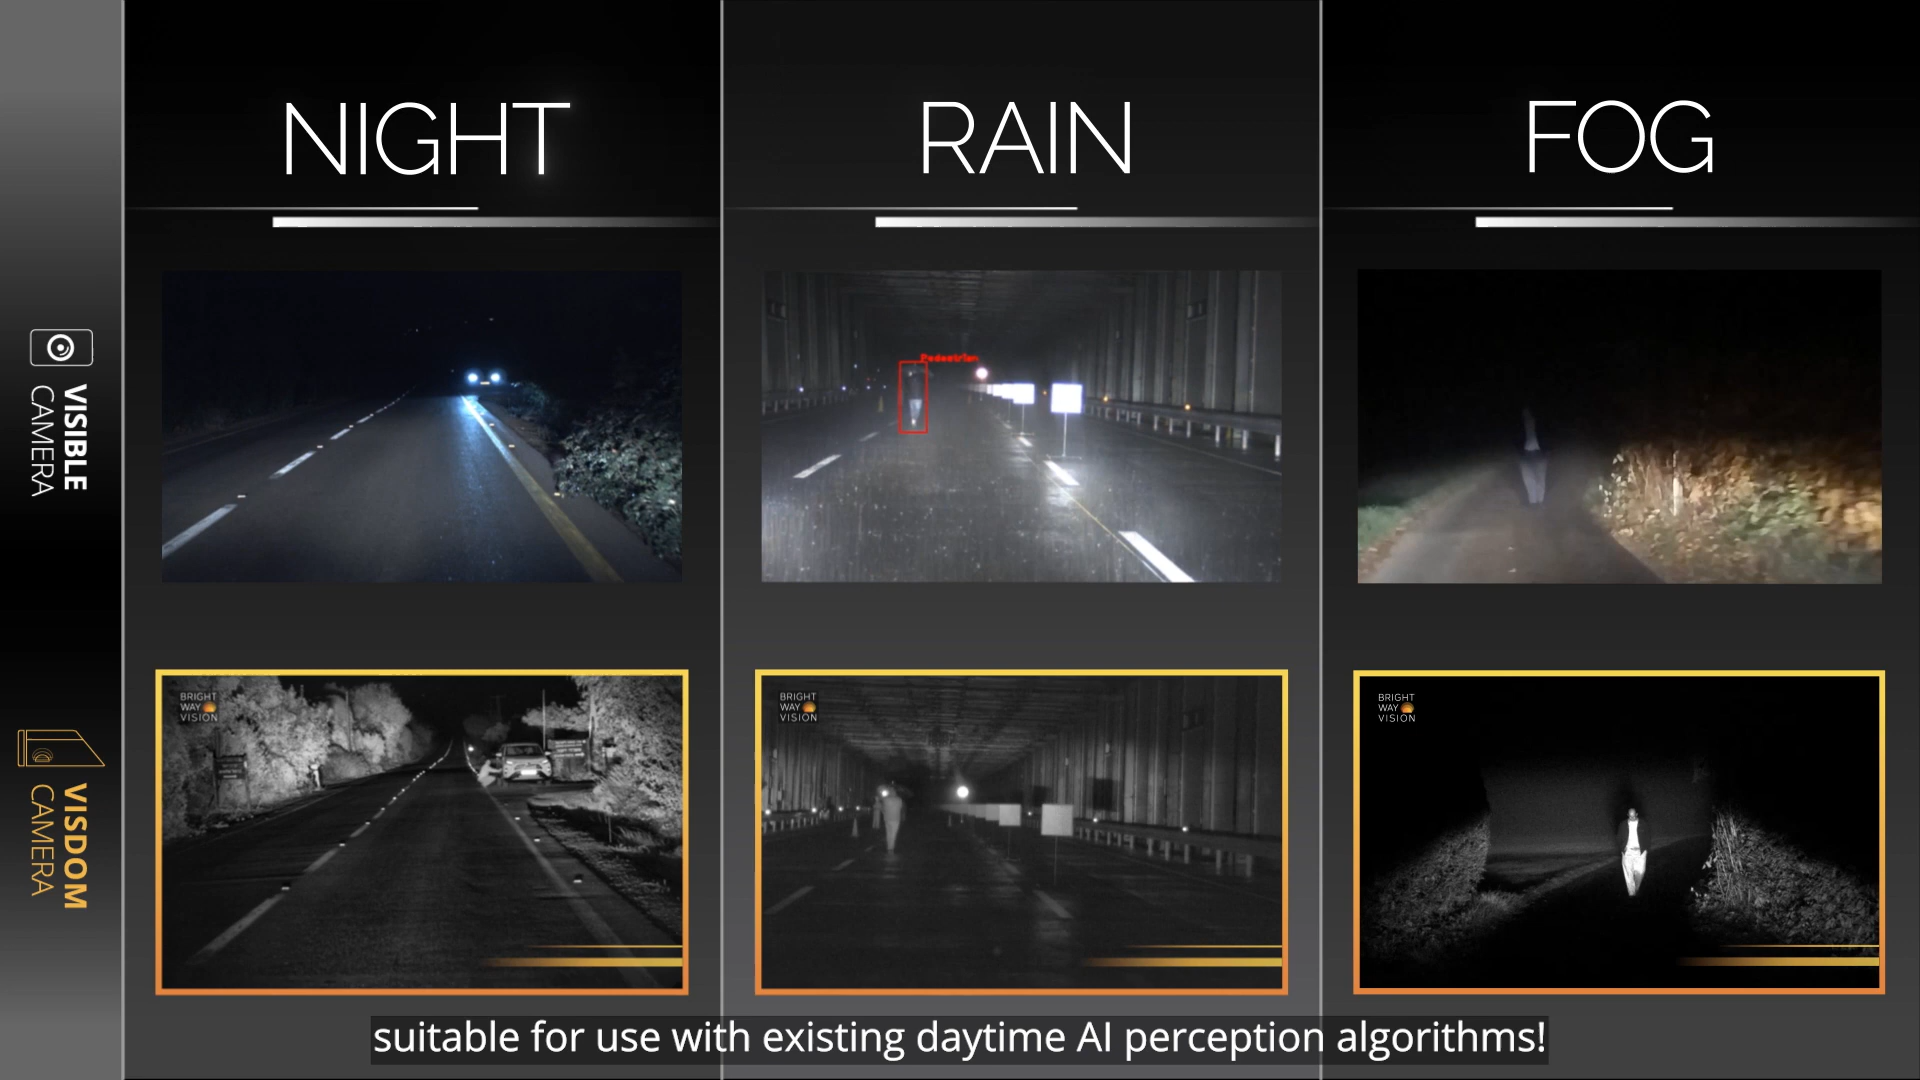 NIGHT
RAIN
FOG
VISIBLE
CAMERA
Pedestrian
VISDOM
CAMERA
BRIGHT
WAY
VISION
BRIGHT
WAY
VISION
BRIGHT
WAY
VISION
suitable for use with existing daytime AI perception algorithms!